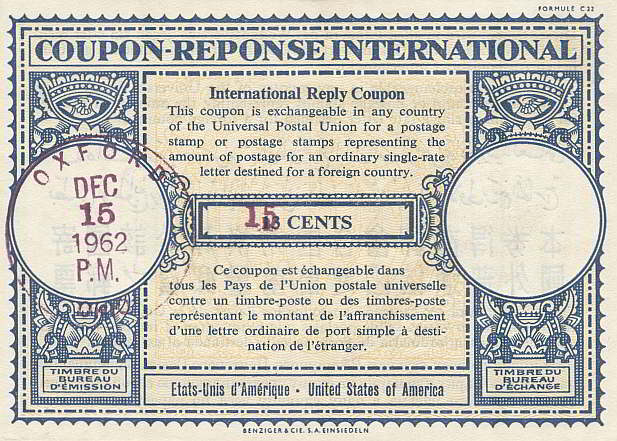 FORMULE C 22
COUPON-REPONSE INTERNATIONAL
International Reply Coupon
This coupon is exchangeable in any country
of the Universal Postal Union for a postage
stamp or postage stamps representing the
amount of postage for an ordinary single-rate
letter destined for a foreign country.
OXFORD
DEC
15
1962
P.M.
15
13 CENTS
Ce coupon est échangeable dans
tous les Pays de l'Union postale universelle
contre un timbre-poste ou des timbres-poste
représentant le montant de l'affranchissement
d'une lettre ordinaire de port simple à desti-
nation de l'étranger.
TIMBRE DU
BUREAU
D'ÉMISSION
Etats-Unis d'Amérique • United States of America
TIMBRE DU
BUREAU
D'ÉCHANGE
BENZIGER & CIE. S.A. EINSIEDELN